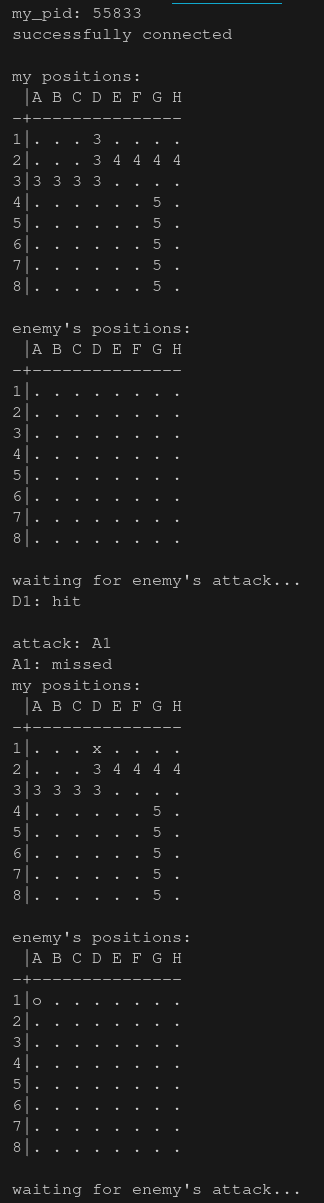 my_pid: 55833
successfully connected

my positions:
 |A B C D E F G H
-+---------------
1|. . . 3 . . . .
2|. . . 3 4 4 4 4
3|3 3 3 3 . . . .
4|. . . . . . 5 .
5|. . . . . . 5 .
6|. . . . . . 5 .
7|. . . . . . 5 .
8|. . . . . . 5 .

enemy's positions:
 |A B C D E F G H
-+---------------
1|. . . . . . . .
2|. . . . . . . .
3|. . . . . . . .
4|. . . . . . . .
5|. . . . . . . .
6|. . . . . . . .
7|. . . . . . . .
8|. . . . . . . .

waiting for enemy's attack...
D1: hit

attack: A1
A1: missed
my positions:
 |A B C D E F G H
-+---------------
1|. . . x . . . .
2|. . . 3 4 4 4 4
3|3 3 3 3 . . . .
4|. . . . . . 5 .
5|. . . . . . 5 .
6|. . . . . . 5 .
7|. . . . . . 5 .
8|. . . . . . 5 .

enemy's positions:
 |A B C D E F G H
-+---------------
1|o . . . . . . .
2|. . . . . . . .
3|. . . . . . . .
4|. . . . . . . .
5|. . . . . . . .
6|. . . . . . . .
7|. . . . . . . .
8|. . . . . . . .

waiting for enemy's attack...